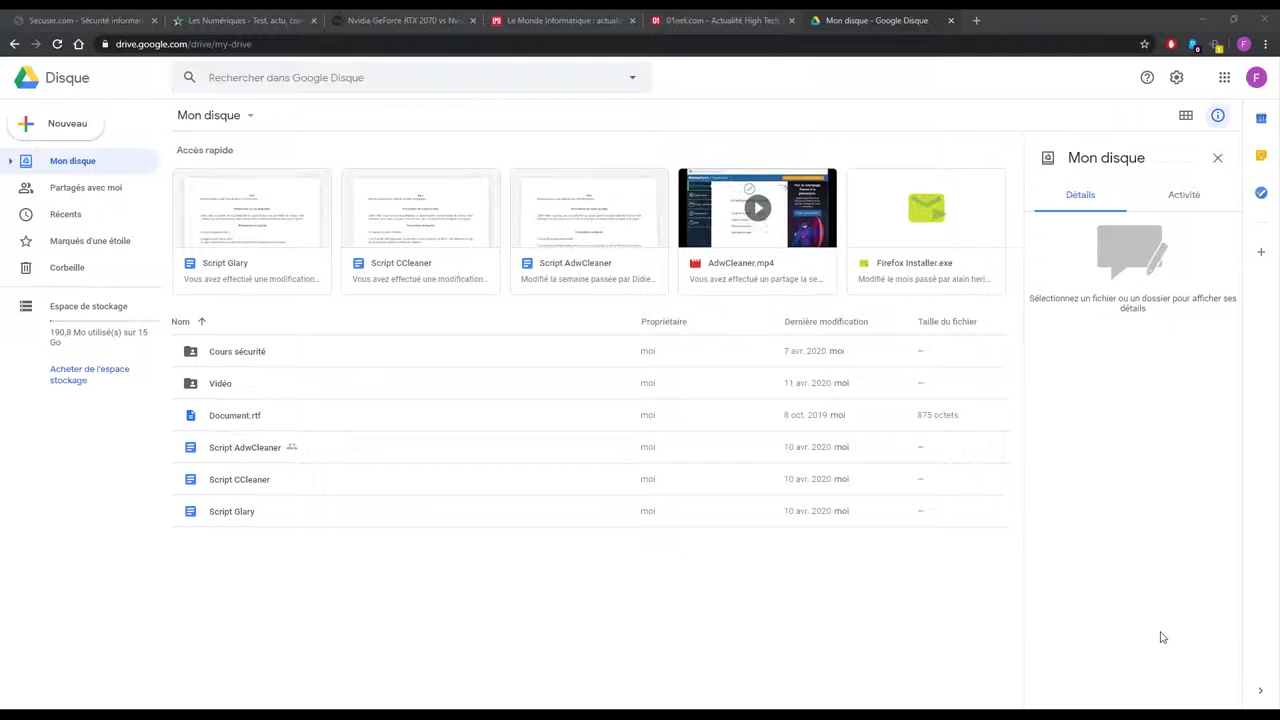 Secuser.com - Sécurité informati
Les Numériques - Test, actu, co
Nvidia GeForce RTX 2070 vs Nvi
Le Monde Informatique : actuali
01net.com - Actualité High Tech
Mon disque - Google Disque
drive.google.com/drive/my-drive
Disque
Rechercher dans Google Disque
F
Nouveau
Mon disque
Partagés avec moi
Récents
Marqués d'une étoile
Corbeille
Espace de stockage
190,8 Mo utilisé(s) sur 15
Go
Acheter de l'espace
stockage
Mon disque
Accès rapide
Script Glary
Vous avez effectué une modification...
Script CCleaner
Vous avez effectué une modification...
Script AdwCleaner
Modifié la semaine passée par Didie...
AdwCleaner.mp4
Vous avez effectué un partage la se...
Firefox Installer.exe
Modifié le mois passé par alain heri...
Nom Propriétaire Dernière modification Taille du fichier
Cours sécurité moi 7 avr. 2020 moi —
Vidéo moi 11 avr. 2020 moi —
Document.rtf moi 8 oct. 2019 moi 875 octets
Script AdwCleaner moi 10 avr. 2020 moi —
Script CCleaner moi 10 avr. 2020 moi —
Script Glary moi 10 avr. 2020 moi —
Mon disque
Détails Activité
Sélectionnez un fichier ou un dossier pour afficher ses
détails